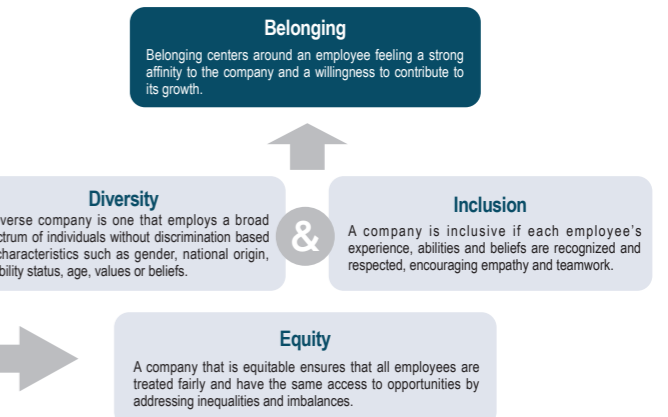 Belonging
Belonging centers around an employee feeling a strong
affinity to the company and a willingness to contribute to
its growth.
Diversity
verse company is one that employs a broad
ctrum of individuals without discrimination based
characteristics such as gender, national origin,
bility status, age, values or beliefs.
&
Inclusion
A company is inclusive if each employee's
experience, abilities and beliefs are recognized and
respected, encouraging empathy and teamwork.
Equity
A company that is equitable ensures that all employees are
treated fairly and have the same access to opportunities by
addressing inequalities and imbalances.